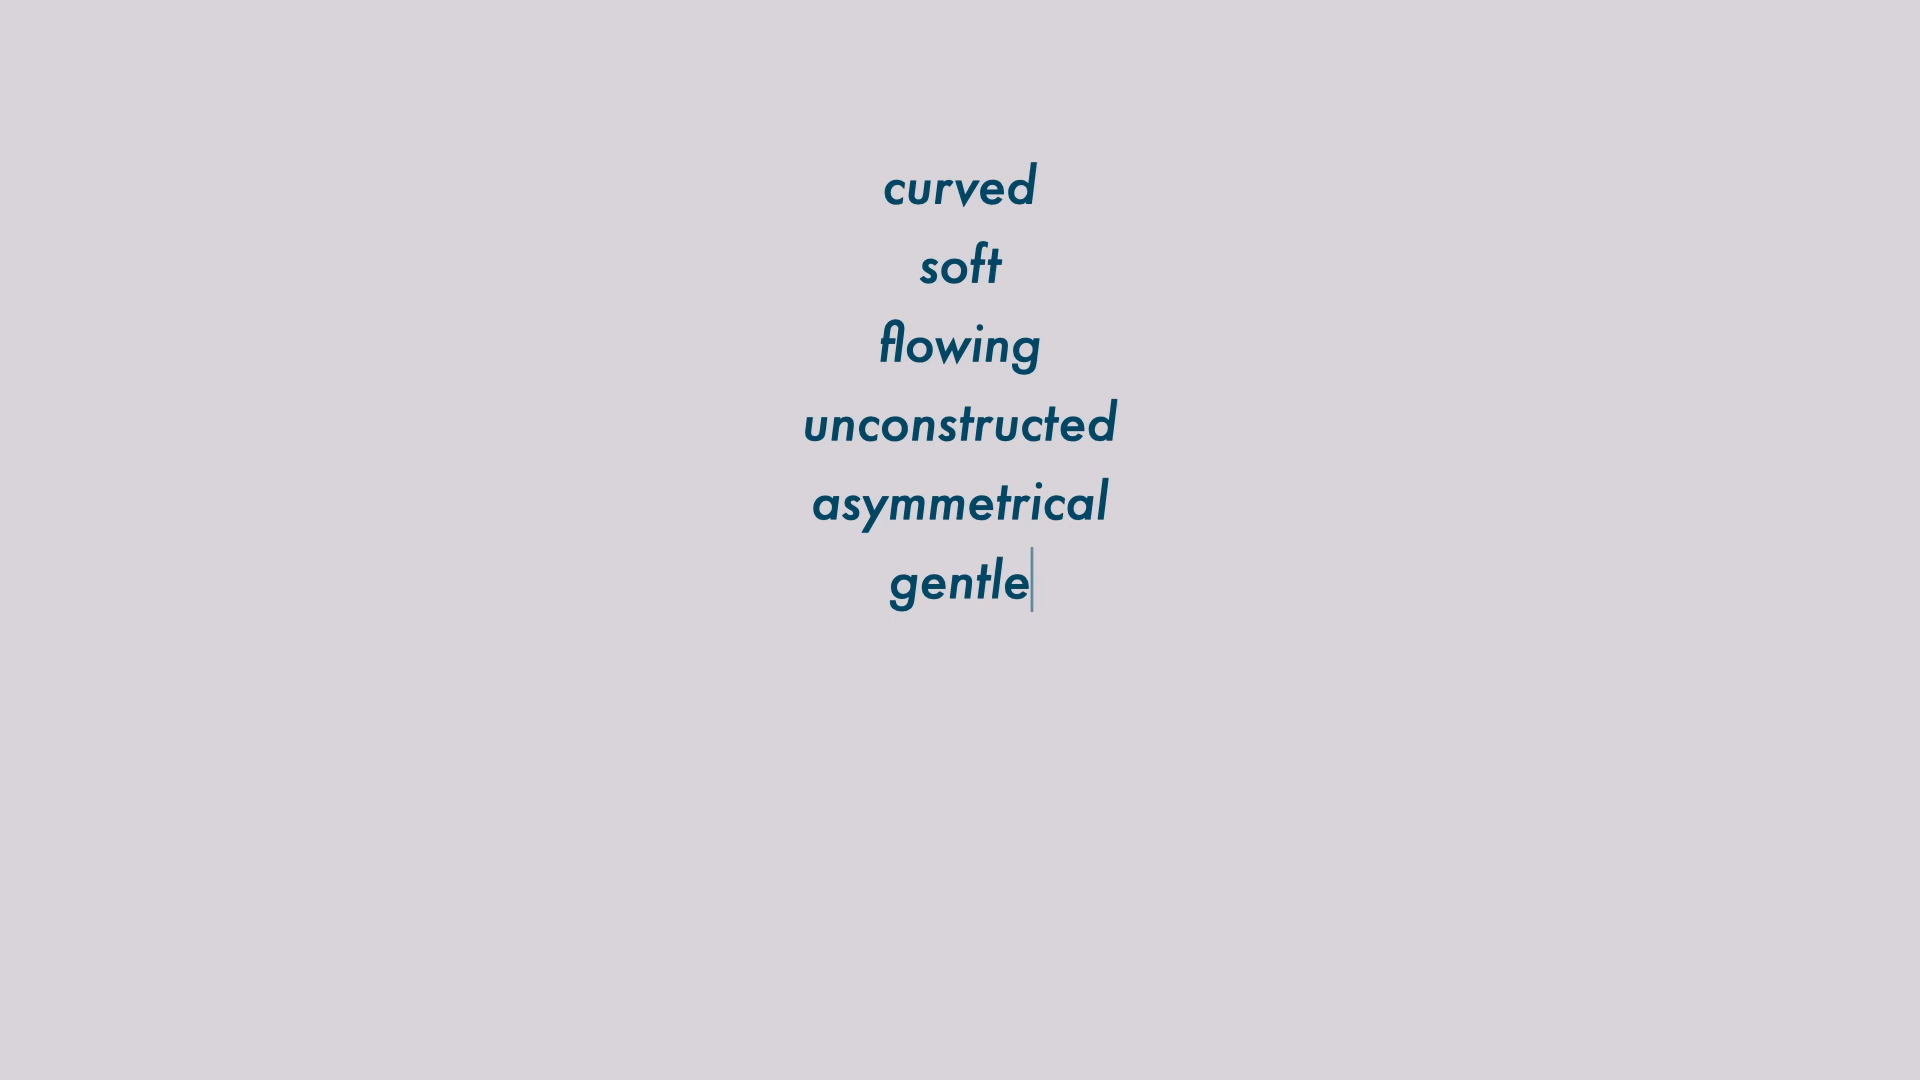 curved
soft
flowing
unconstructed
asymmetrical
gentle